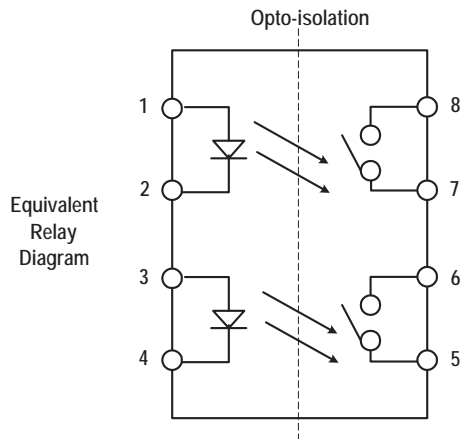 Opto-isolation
1
8
2
7
Equivalent
Relay
Diagram
3
6
4
5